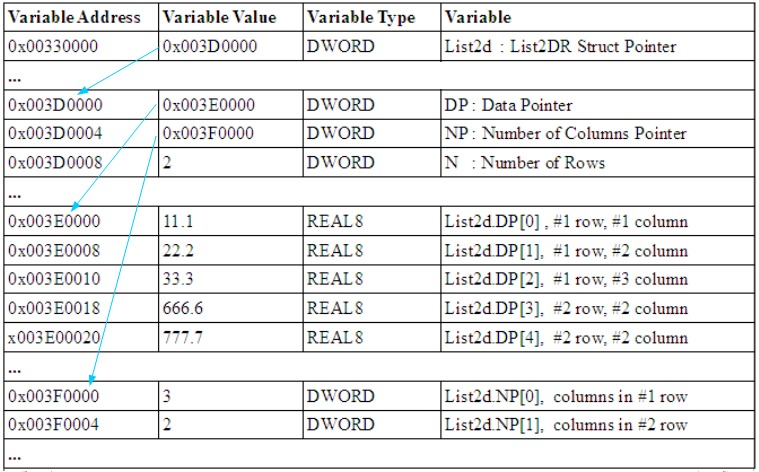 Variable Address Variable Value Variable Type Variable
0x00330000 0x003D0000 DWORD List2d : List2DR Struct Pointer
...
0x003D0000 0x003E0000 DWORD DP : Data Pointer
0x003D0004 0x003F0000 DWORD NP : Number of Columns Pointer
0x003D0008 2 DWORD N : Number of Rows
...
0x003E0000 11.1 REAL8 List2d.DP[0] , #1 row, #1 column
0x003E0008 22.2 REAL8 List2d.DP[1], #1 row, #2 column
0x003E0010 33.3 REAL8 List2d.DP[2], #1 row, #3 column
0x003E0018 666.6 REAL8 List2d.DP[3], #2 row, #2 column
x003E00020 777.7 REAL8 List2d.DP[4], #2 row, #2 column
...
0x003F0000 3 DWORD List2d.NP[0], columns in #1 row
0x003F0004 2 DWORD List2d.NP[1], columns in #2 row
...